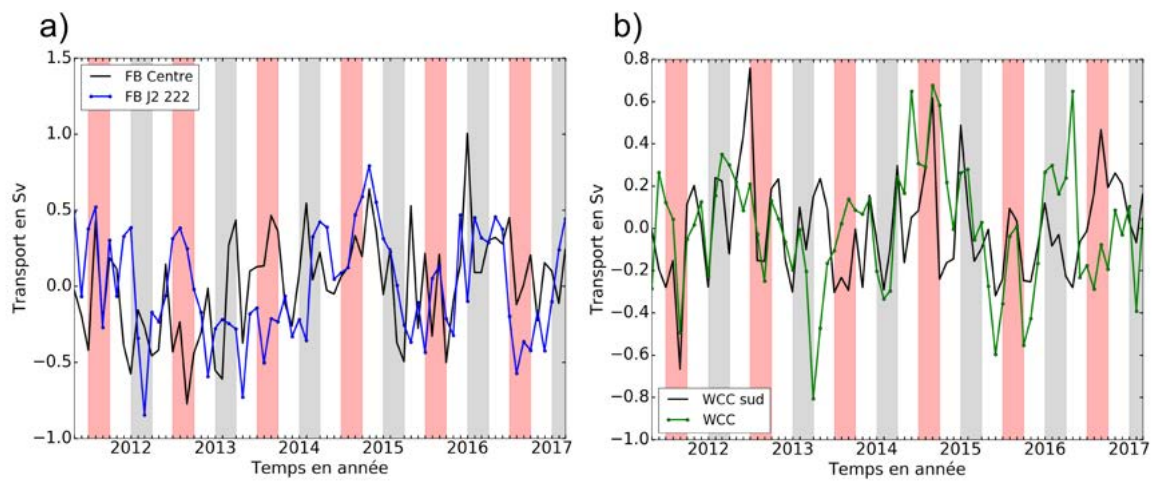 a)
Transport en Sv
1.5
1.0
0.5
0.0
−0.5
−1.0
FB Centre
FB J2 222
2012 2013 2014 2015 2016 2017
Temps en année
b)
Transport en Sv
0.8
0.6
0.4
0.2
0.0
−0.2
−0.4
−0.6
−0.8
−1.0
WCC sud
WCC
2012 2013 2014 2015 2016 2017
Temps en année